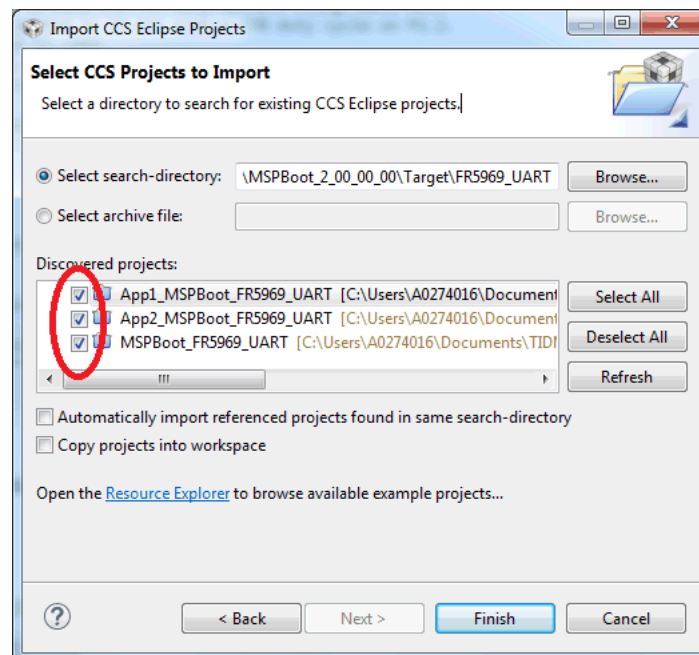 Import CCS Eclipse Projects
Select CCS Projects to Import
Select a directory to search for existing CCS Eclipse projects.
Select search-directory: \MSPBoot_2_00_00_00\Target\FR5969_UART Browse...
Select archive file: Browse...
Discovered projects:
App1_MSPBoot_FR5969_UART [C:\Users\A0274016\Document Select All
App2_MSPBoot_FR5969_UART [C:\Users\A0274016\Document
MSPBoot_FR5969_UART [C:\Users\A0274016\Documents\TIDM Deselect All
Refresh
Automatically import referenced projects found in same search-directory
Copy projects into workspace
Open the Resource Explorer to browse available example projects...
? < Back Next > Finish Cancel